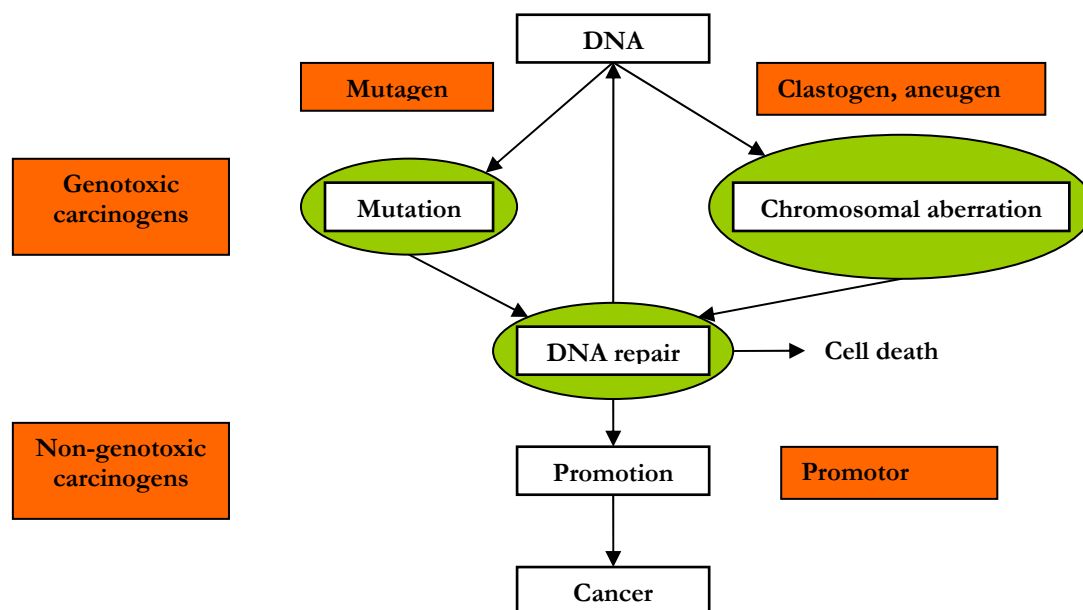 DNA
Mutagen
Clastogen, aneugen
Genotoxic
carcinogens
Mutation
Chromosomal aberration
DNA repair
Cell death
Non-genotoxic
carcinogens
Promotion
Promotor
Cancer